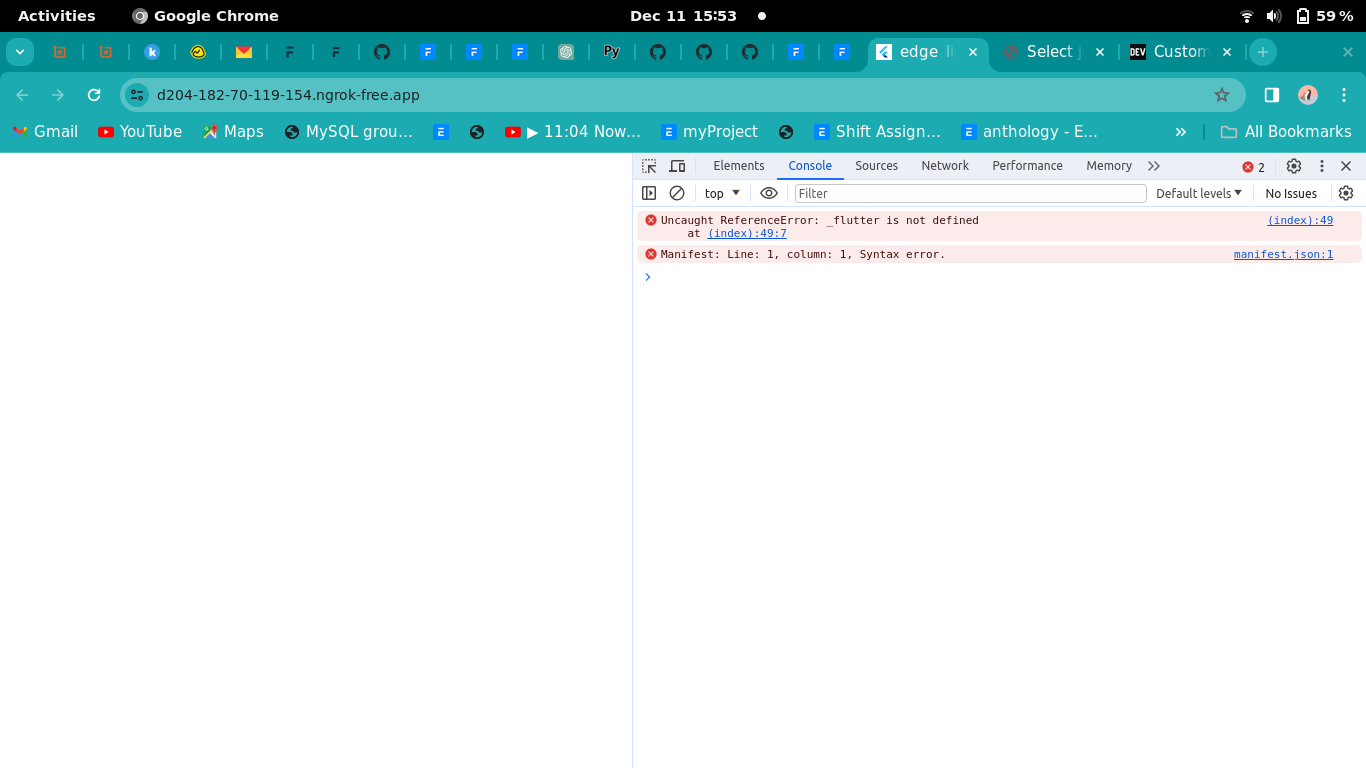 Activities Google Chrome Dec 11 15:53 59 %
k Py edge li Select j DEV Custom
d204-182-70-119-154.ngrok-free.app
Gmail YouTube Maps MySQL grou… E ▶ 11:04 Now… E myProject E Shift Assign… E anthology - E… » All Bookmarks
Elements Console Sources Network Performance Memory 2
top Filter Default levels No Issues
Uncaught ReferenceError: _flutter is not defined (index):49
at (index):49:7
Manifest: Line: 1, column: 1, Syntax error. manifest.json:1